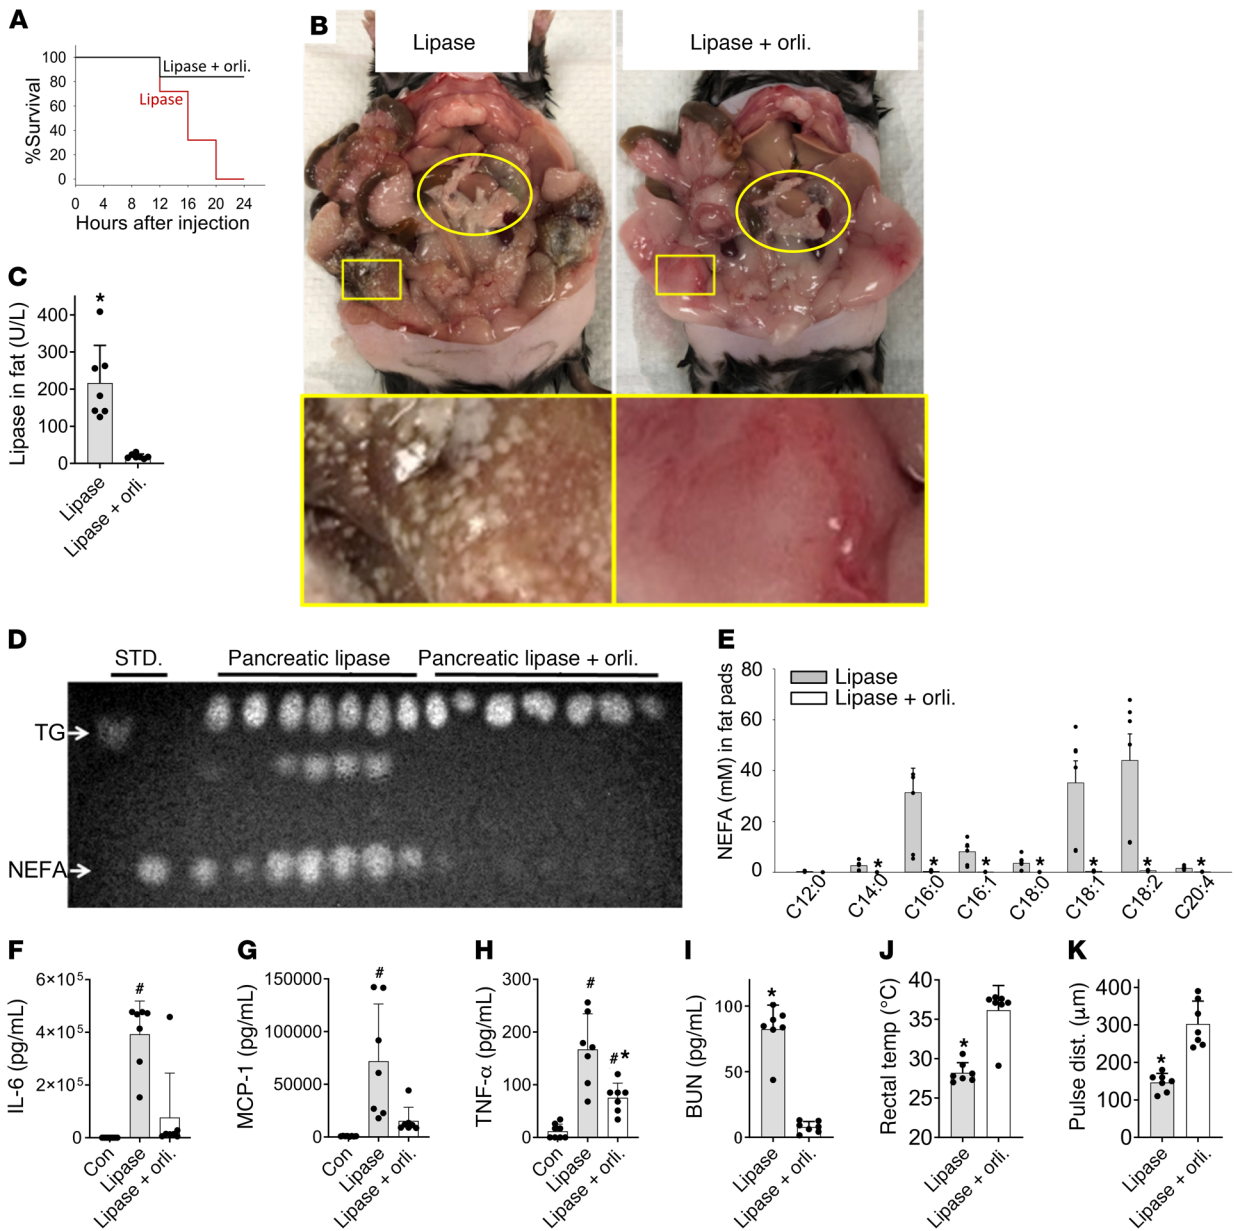 A
100
80
60
40
20
0
%Survival
Lipase + orli.
Lipase
0 4 8 12 16 20 24
Hours after injection
B
Lipase
Lipase + orli.
C
Lipase in fat (U/L)
400
300
200
100
0
*
Lipase
Lipase + orli.
D
STD.
Pancreatic lipase
Pancreatic lipase + orli.
TG
NEFA
E
NEFA (mM) in fat pads
80
60
40
20
0
Lipase
Lipase + orli.
* * * * * * *
C12:0
C14:0
C16:0
C16:1
C18:0
C18:1
C18:2
C20:4
F
IL-6 (pg/mL)
6×10⁵
4×10⁵
2×10⁵
0
#
Con
Lipase
Lipase + orli.
G
MCP-1 (pg/mL)
150000
100000
50000
0
#
Con
Lipase
Lipase + orli.
H
TNF-α (pg/mL)
300
200
100
0
#
#*
Con
Lipase
Lipase + orli.
I
BUN (pg/mL)
100
50
0
*
Lipase
Lipase + orli.
J
Rectal temp (°C)
40
35
30
25
20
*
Lipase
Lipase + orli.
K
Pulse dist. (µm)
400
300
200
100
0
*
Lipase
Lipase + orli.